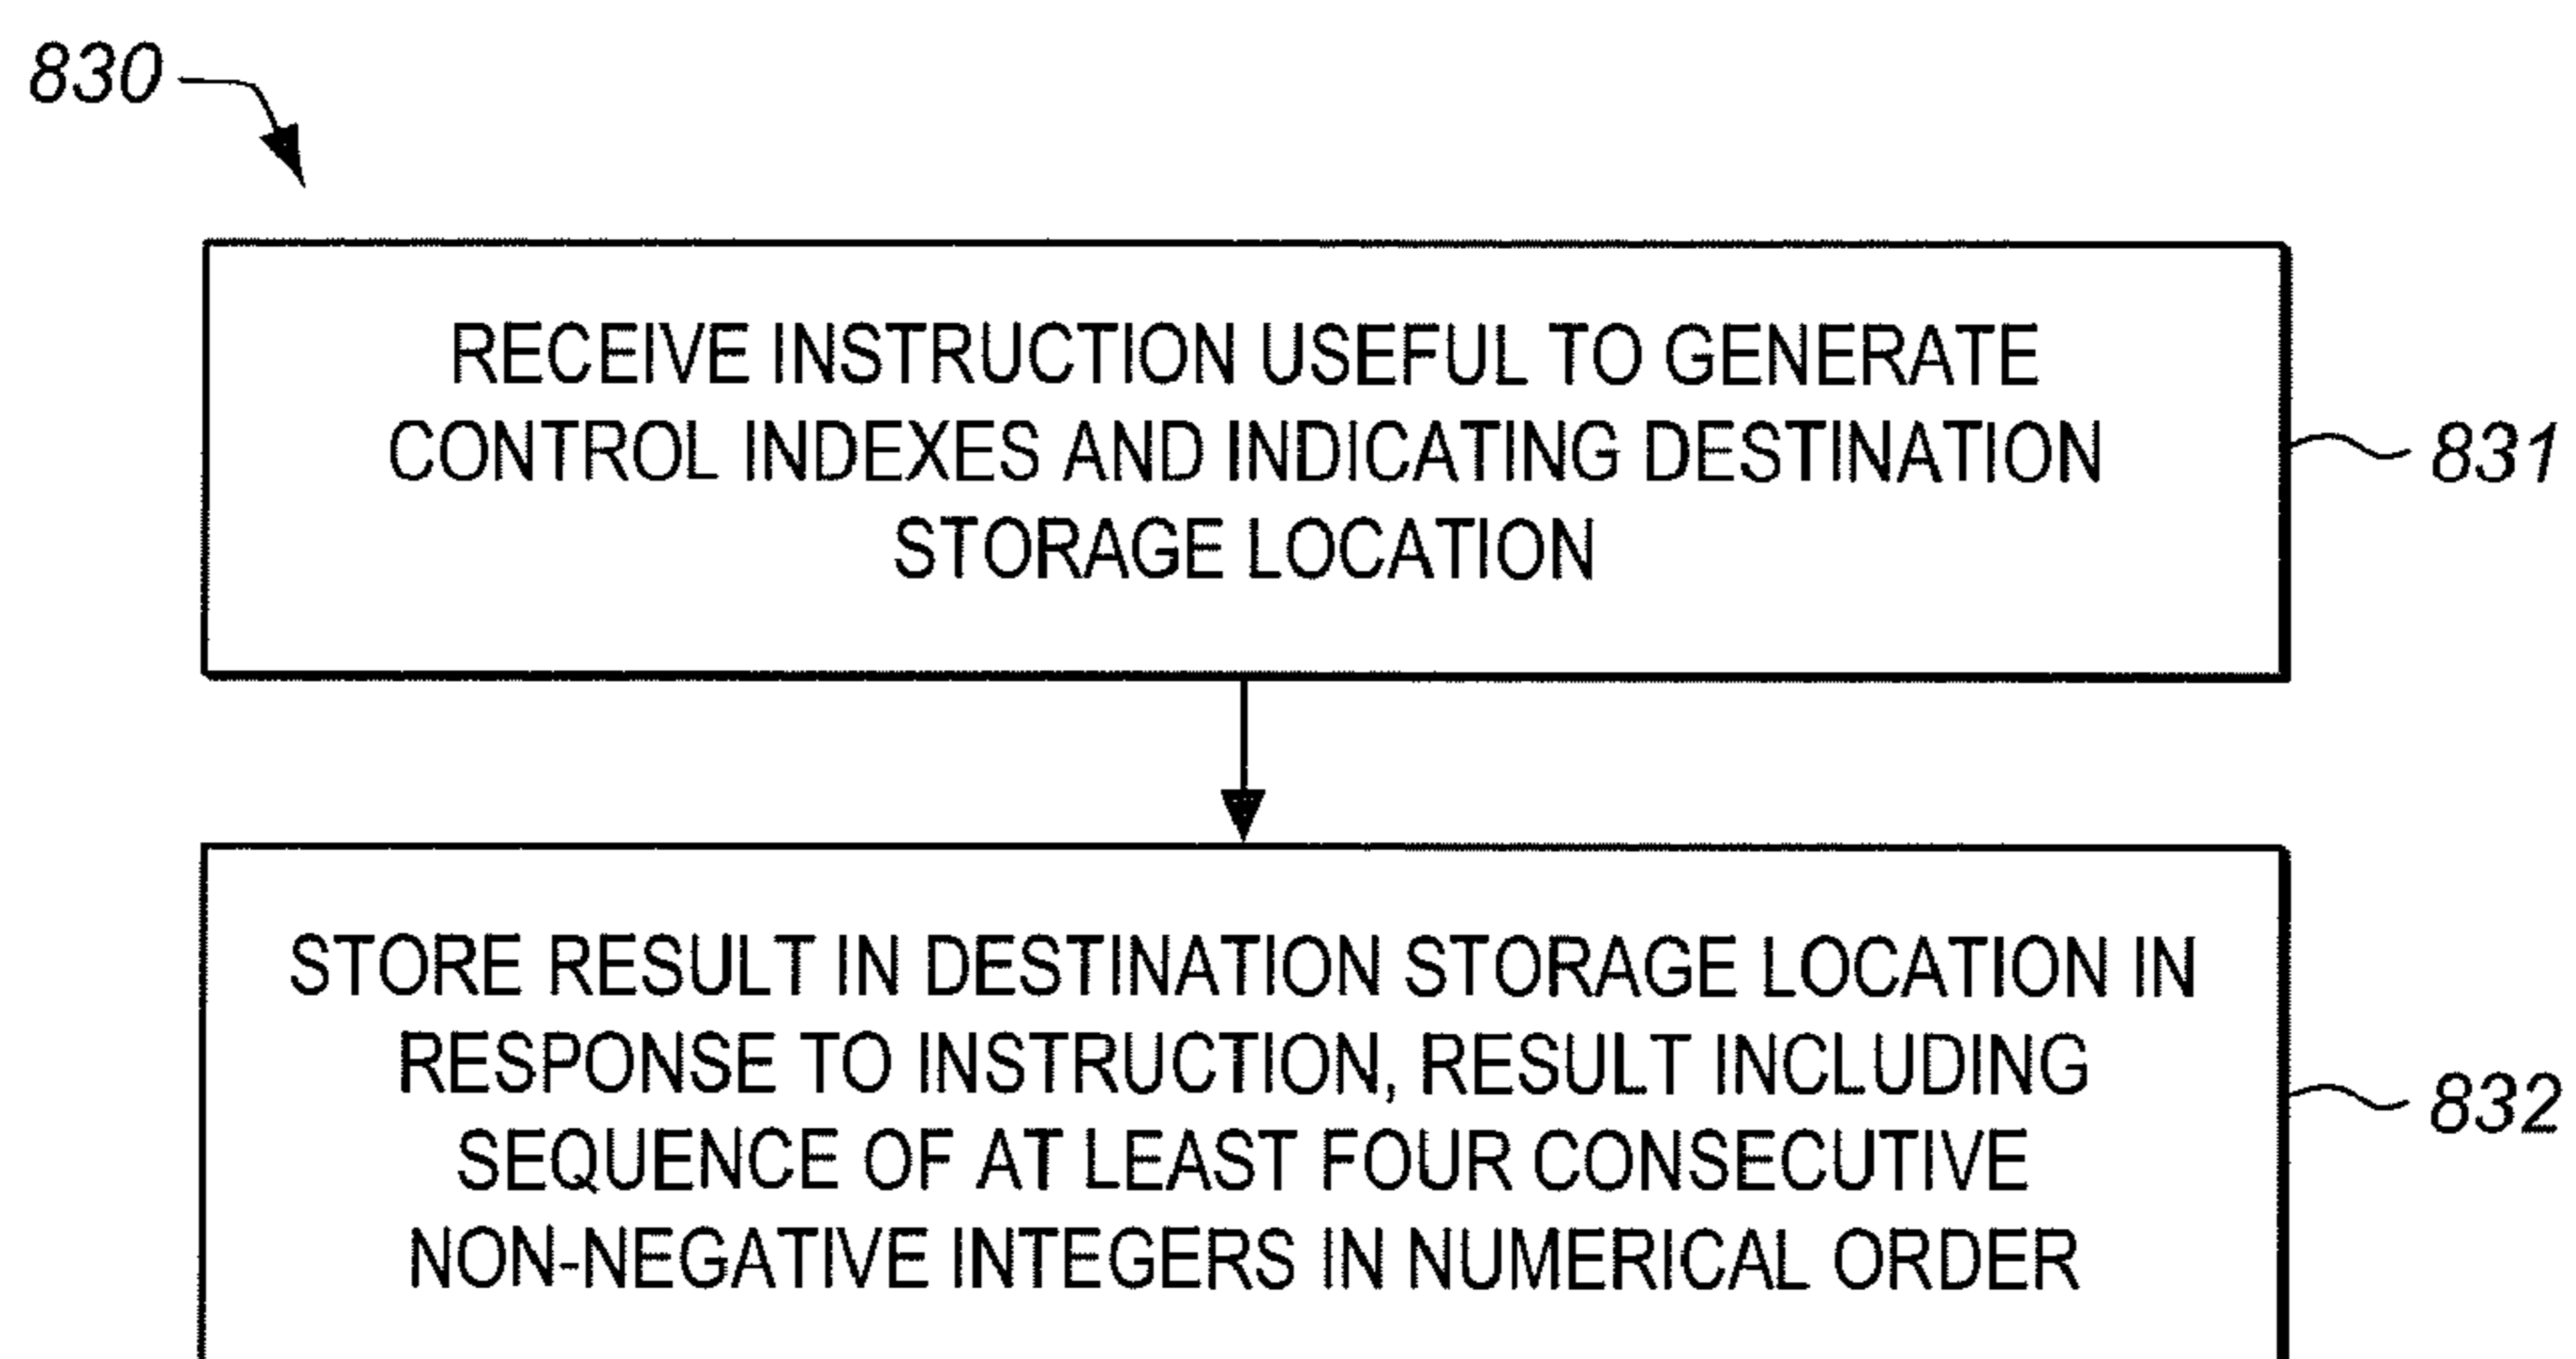 830
RECEIVE INSTRUCTION USEFUL TO GENERATE
CONTROL INDEXES AND INDICATING DESTINATION
STORAGE LOCATION
831
STORE RESULT IN DESTINATION STORAGE LOCATION IN
RESPONSE TO INSTRUCTION, RESULT INCLUDING
SEQUENCE OF AT LEAST FOUR CONSECUTIVE
NON-NEGATIVE INTEGERS IN NUMERICAL ORDER
832